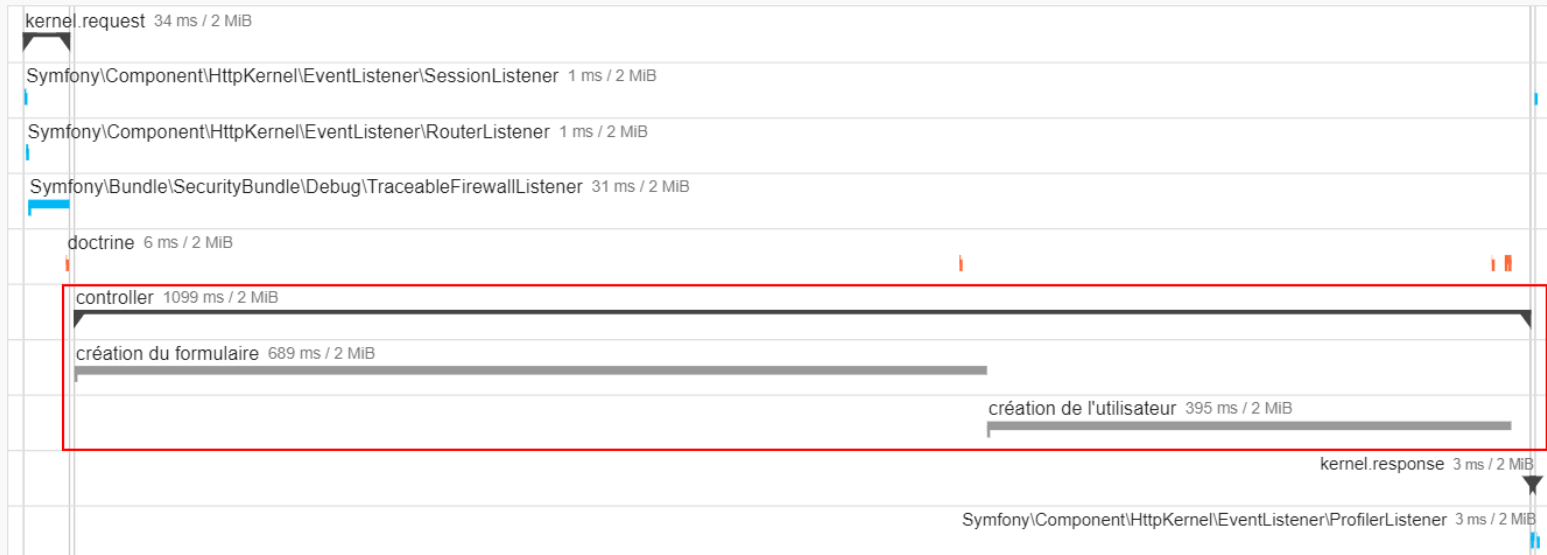 kernel.request 34 ms / 2 MiB
Symfony\Component\HttpKernel\EventListener\SessionListener 1 ms / 2 MiB
Symfony\Component\HttpKernel\EventListener\RouterListener 1 ms / 2 MiB
Symfony\Bundle\SecurityBundle\Debug\TraceableFirewallListener 31 ms / 2 MiB
doctrine 6 ms / 2 MiB
controller 1099 ms / 2 MiB
création du formulaire 689 ms / 2 MiB
création de l'utilisateur 395 ms / 2 MiB
kernel.response 3 ms / 2 MiB
Symfony\Component\HttpKernel\EventListener\ProfilerListener 3 ms / 2 MiB